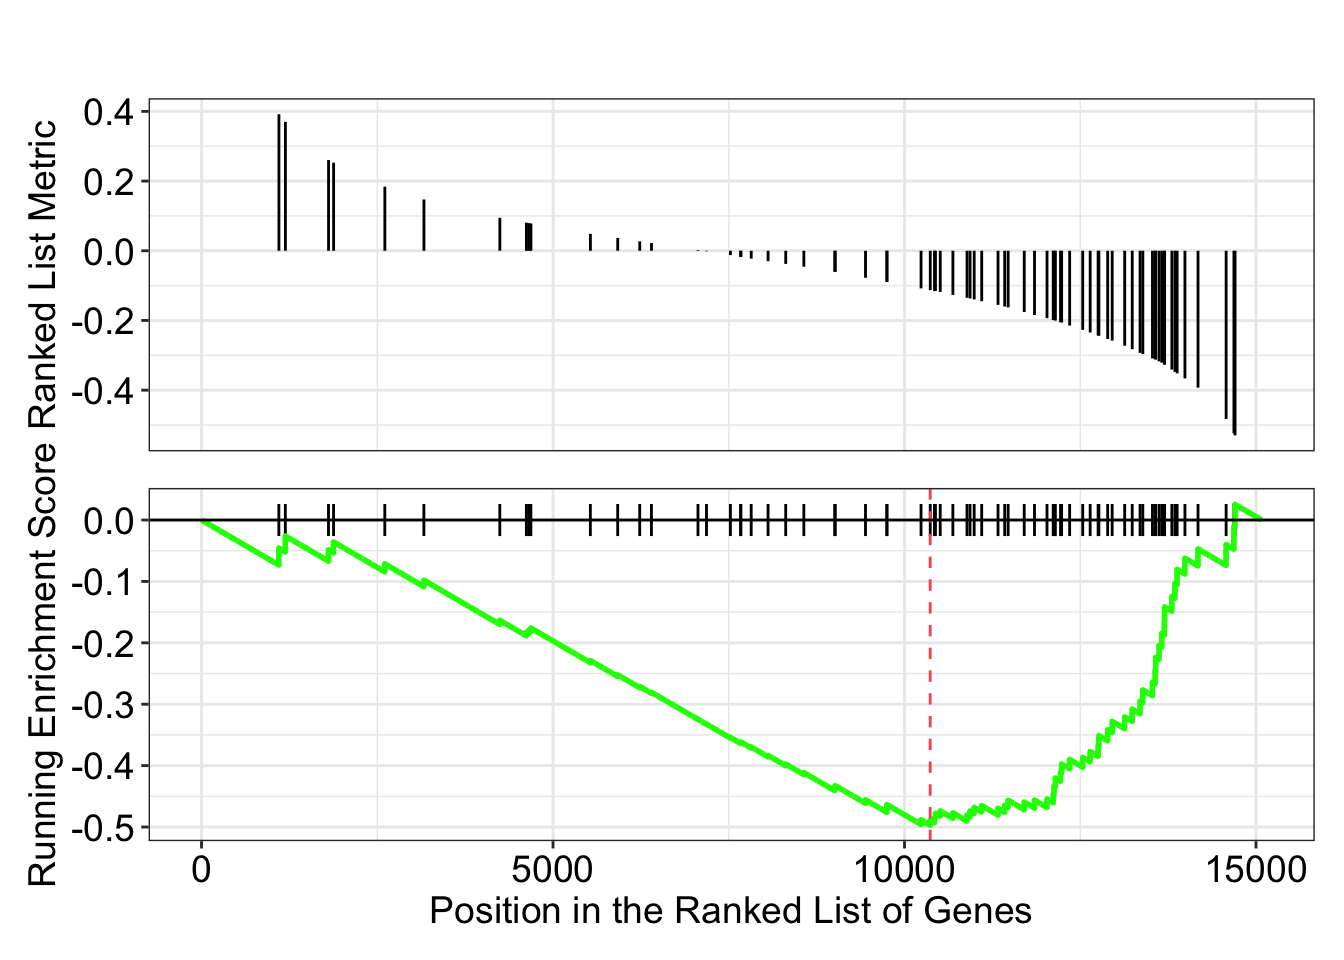 Ranked List Metric
0.4
0.2
0.0
-0.2
-0.4
Running Enrichment Score
0.0
-0.1
-0.2
-0.3
-0.4
-0.5
0 5000 10000 15000
Position in the Ranked List of Genes